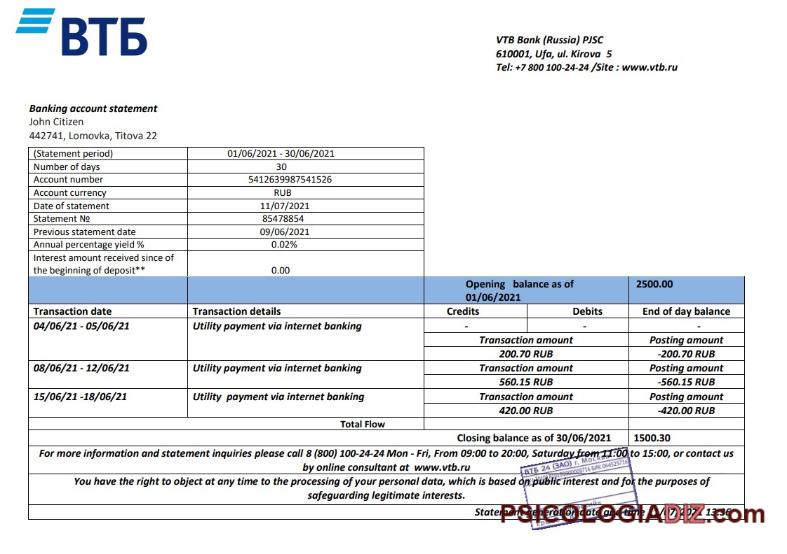 ВТБ
VTB Bank (Russia) PJSC
610001, Ufa, ul. Kirova 5
Tel: +7 800 100-24-24 /Site : www.vtb.ru
Banking account statement
John Citizen
442741, Lomovka, Titova 22
(Statement period) 01/06/2021 - 30/06/2021
Number of days 30
Account number 5412639987541526
Account currency RUB
Date of statement 11/07/2021
Statement № 85478854
Previous statement date 09/06/2021
Annual percentage yield % 0.02%
Interest amount received since of
the beginning of deposit** 0.00
Opening balance as of 2500.00
01/06/2021
Transaction date Transaction details Credits Debits End of day balance
04/06/21 - 05/06/21 Utility payment via internet banking - - -
Transaction amount Posting amount
200.70 RUB -200.70 RUB
08/06/21 - 12/06/21 Utility payment via internet banking Transaction amount Posting amount
560.15 RUB -560.15 RUB
15/06/21 -18/06/21 Utility payment via internet banking Transaction amount Posting amount
420.00 RUB -420.00 RUB
Total Flow
Closing balance as of 30/06/2021 1500.30
For more information and statement inquiries please call 8 (800) 100-24-24 Mon - Fri, From 09:00 to 20:00, Saturday from 11:00 to 15:00, or contact us
by online consultant at www.vtb.ru
ВТБ 24 (ЗАО) г. Москва
You have the right to object at any time to the processing of your personal data, which is based on public interest and for the purposes of
safeguarding legitimate interests.
PSICOLOGIADIZ.com
Statement generation date and time